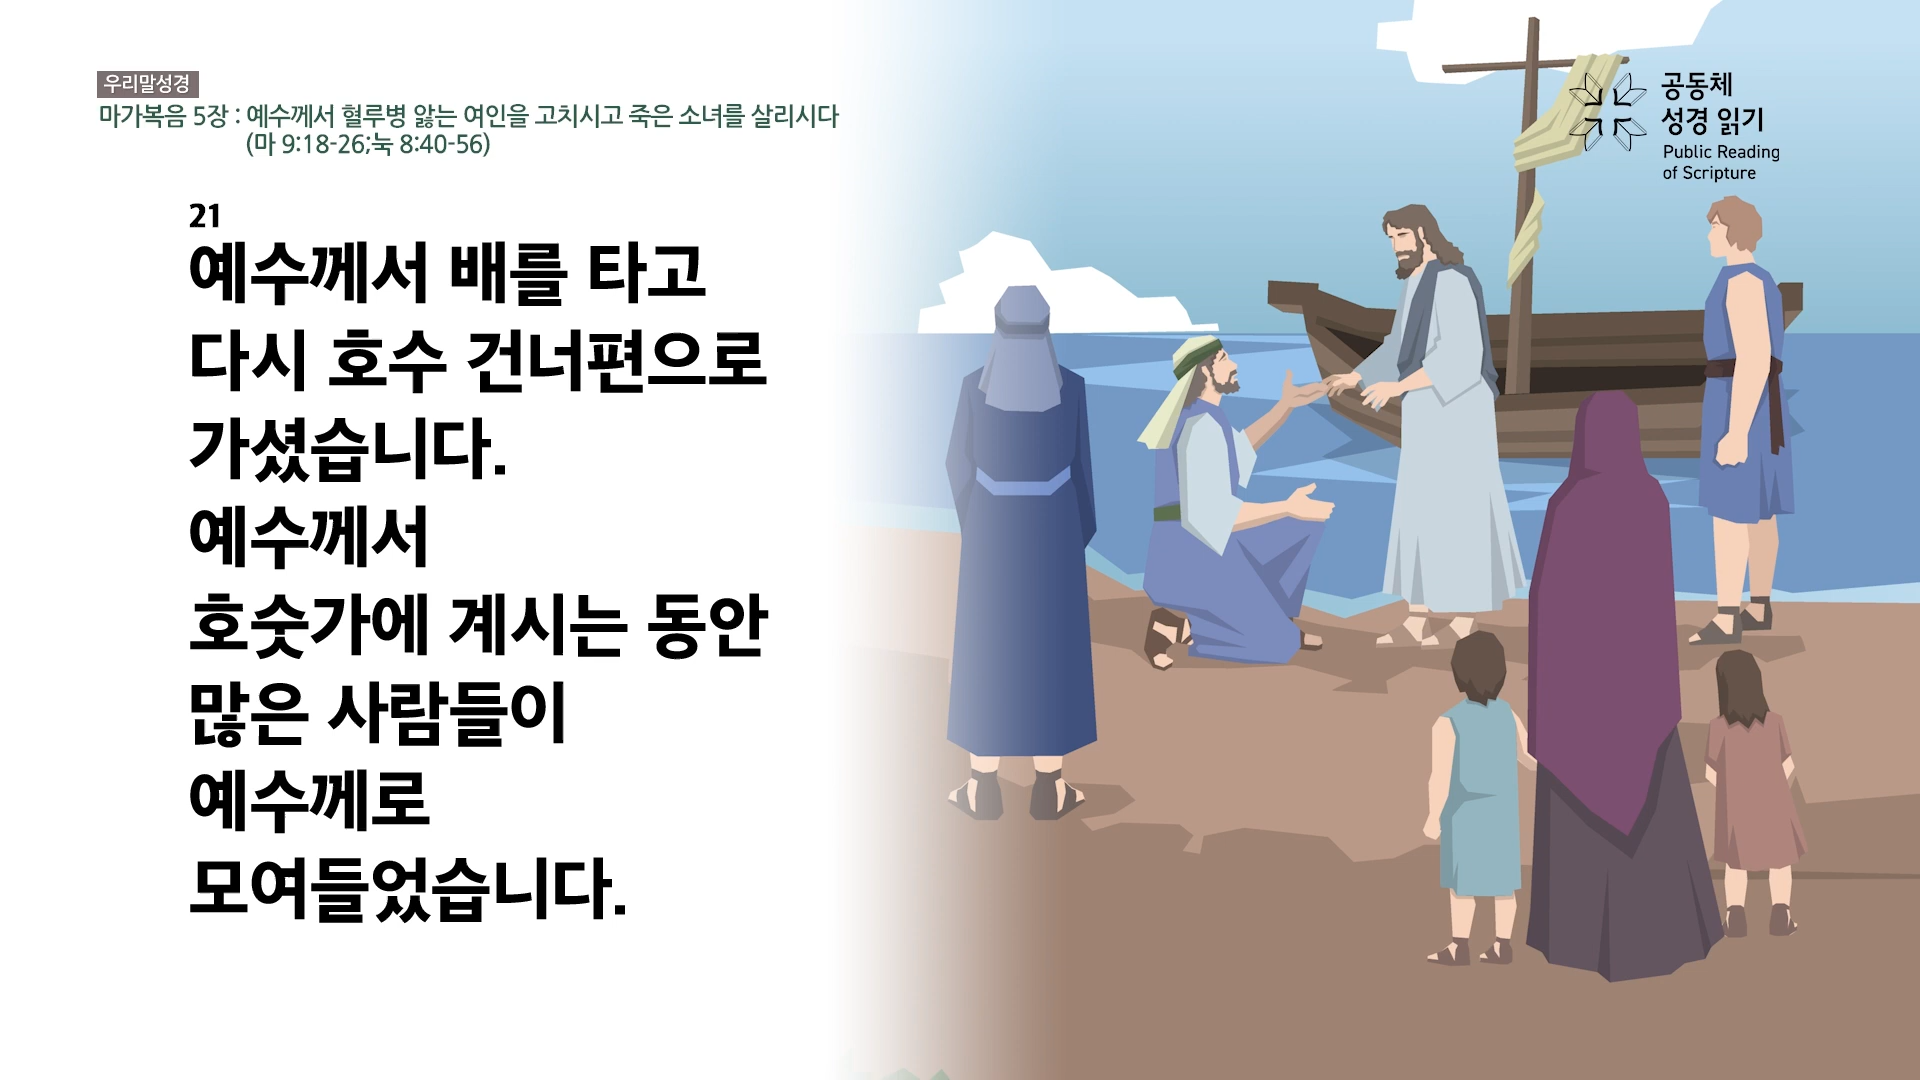 우리말성경
마가복음 5장 : 예수께서 혈루병 앓는 여인을 고치시고 죽은 소녀를 살리시다
(마 9:18-26;눅 8:40-56)
21
예수께서 배를 타고
다시 호수 건너편으로
가셨습니다.
예수께서
호숫가에 계시는 동안
많은 사람들이
예수께로
모여들었습니다.
공동체
성경 읽기
Public Reading
of Scripture